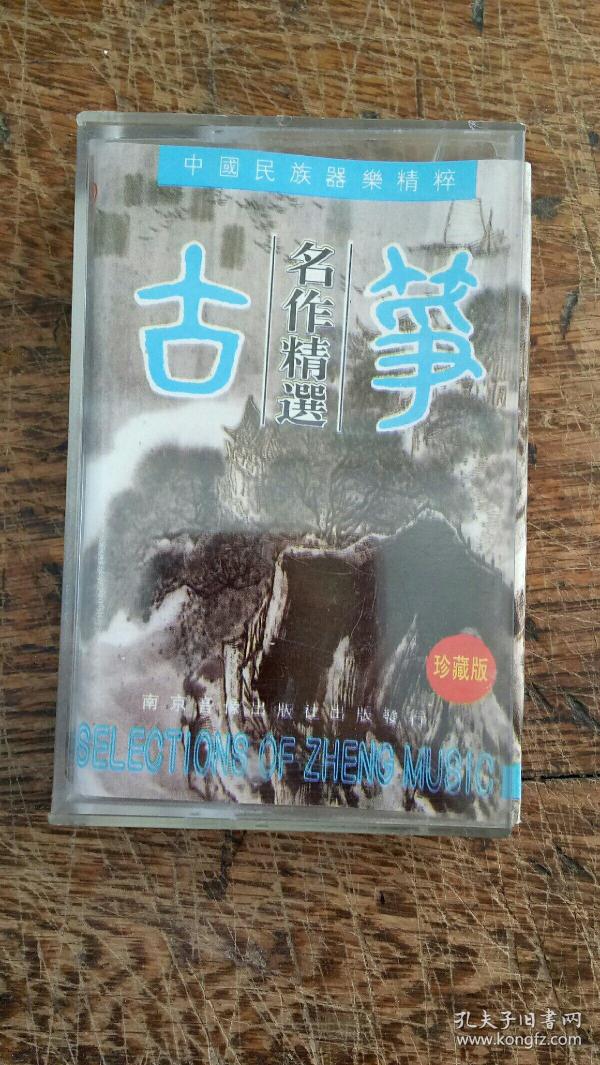 中國民族器樂精粹
古
名作精選
箏
珍藏版
南京音像出版社出版發行
SELECTIONS OF ZHENG MUSIC
孔夫子旧書网
www.kongfz.com